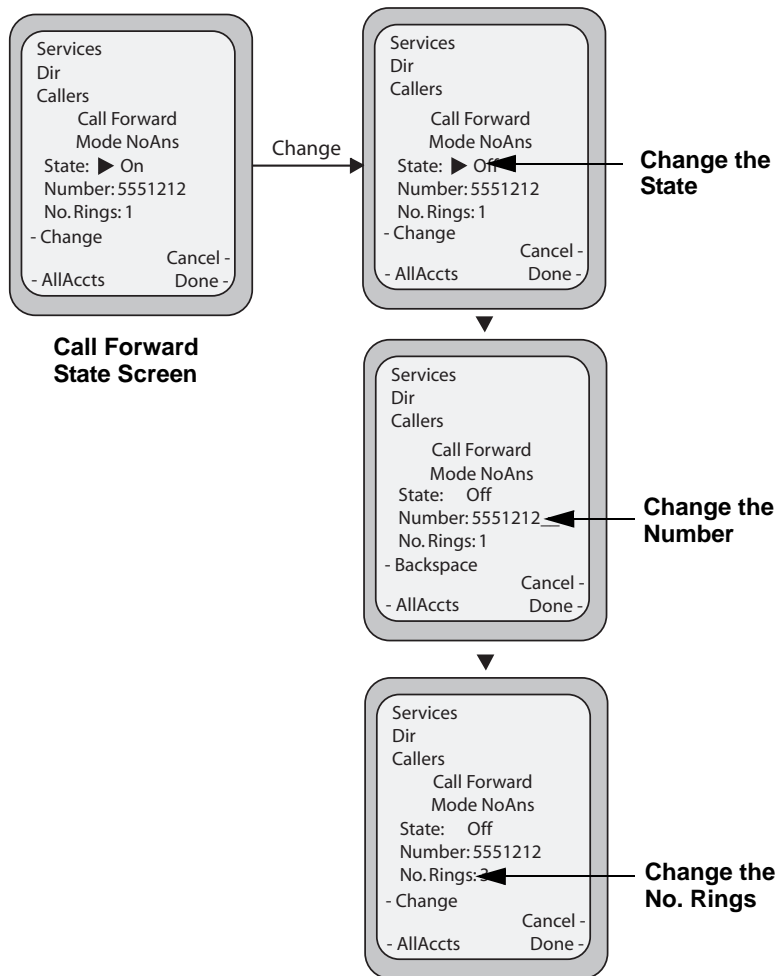 Services
Dir
Callers
Call Forward
Mode NoAns
State: ▶ On
Number: 5551212
No. Rings: 1
- Change
Cancel -
- AllAccts Done -
Call Forward
State Screen
Change
Services
Dir
Callers
Call Forward
Mode NoAns
State: ▶ Off
Number: 5551212
No. Rings: 1
- Change
Cancel -
- AllAccts Done -
Change the
State
Services
Dir
Callers
Call Forward
Mode NoAns
State: Off
Number: 5551212__
No. Rings: 1
- Backspace
Cancel -
- AllAccts Done -
Change the
Number
Services
Dir
Callers
Call Forward
Mode NoAns
State: Off
Number: 5551212
No. Rings:
- Change
Cancel -
- AllAccts Done -
Change the
No. Rings